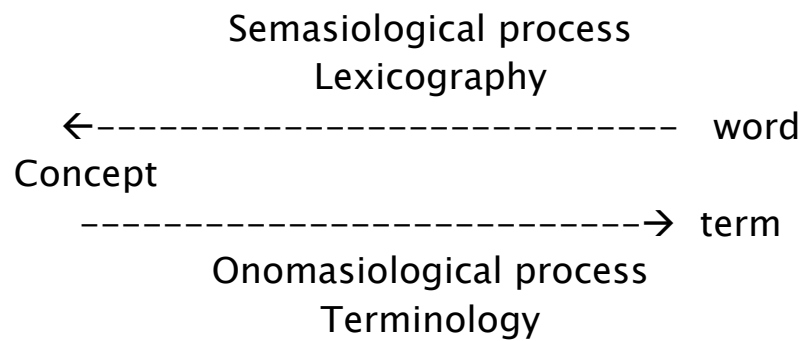 Semasiological process
Lexicography
←---------------------------- word
Concept
---------------------------→ term
Onomasiological process
Terminology